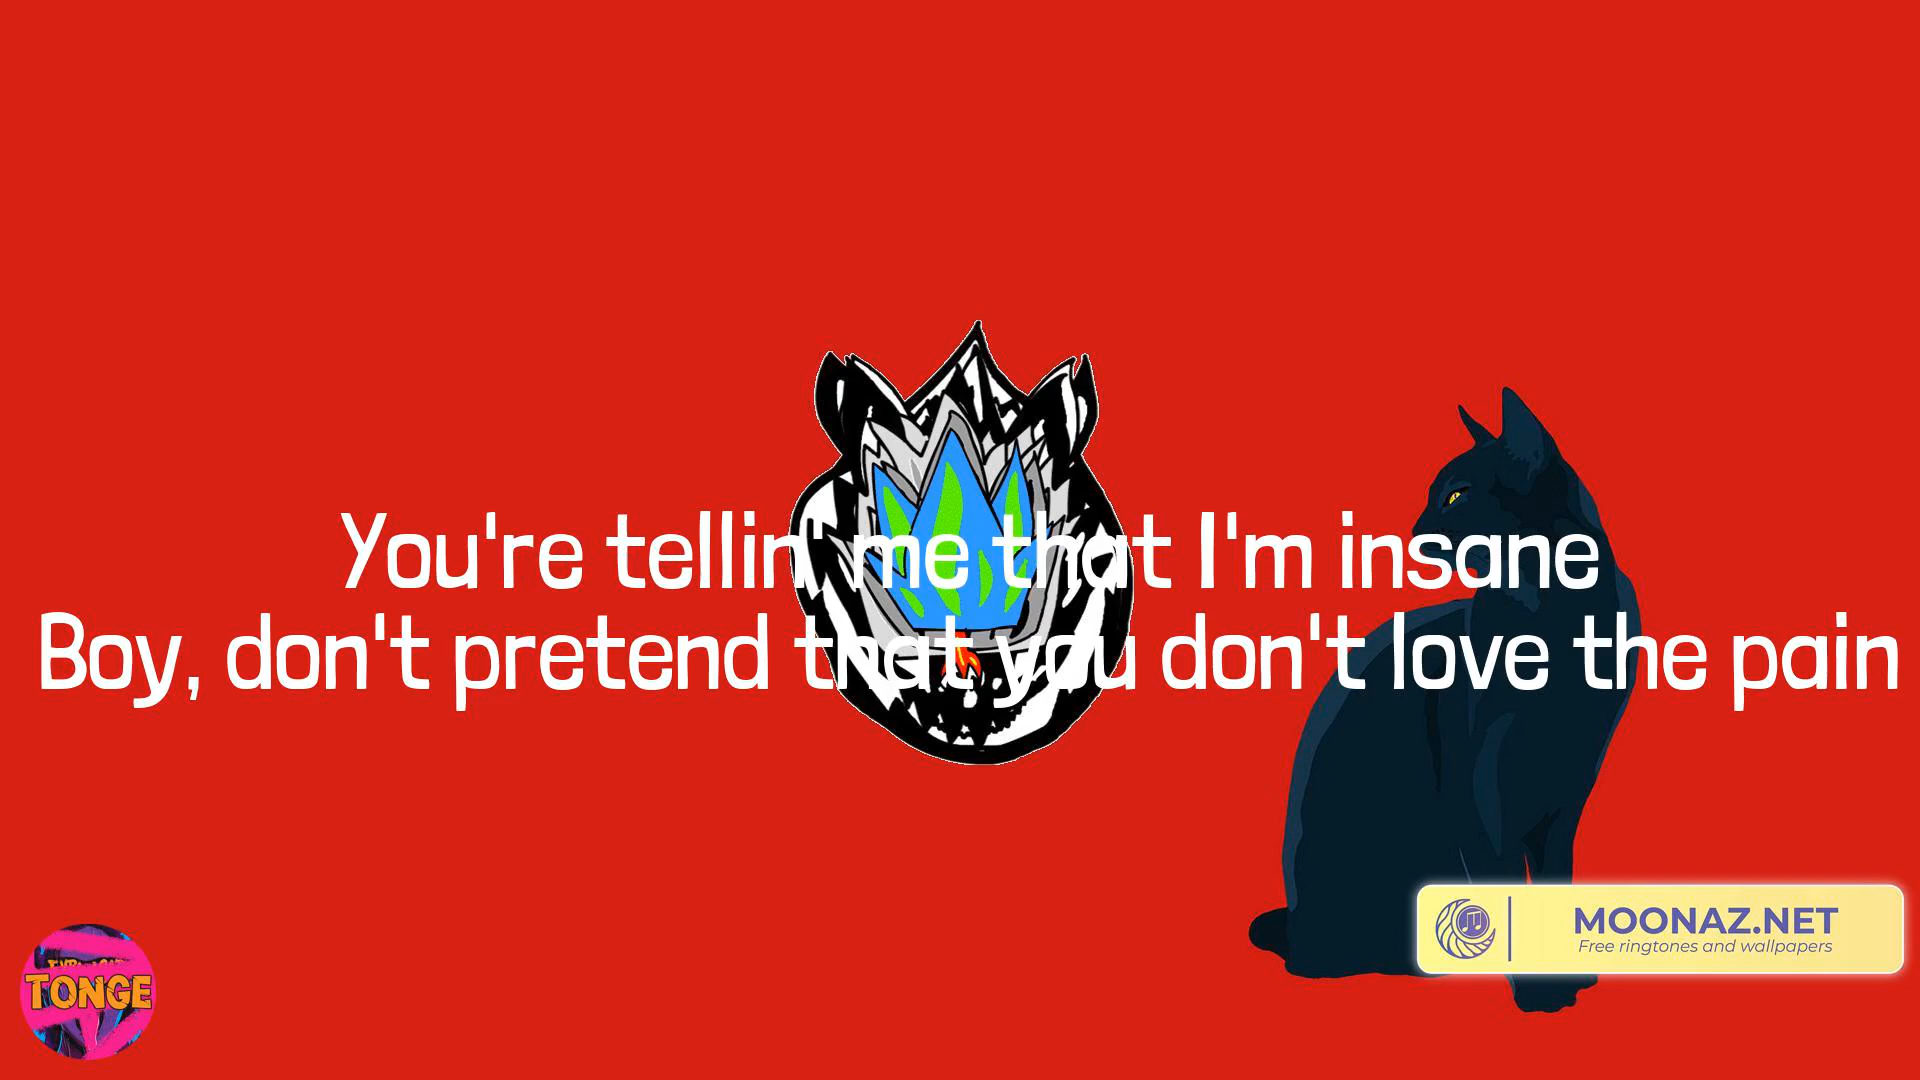 You're tellin' me that I'm insane
Boy, don't pretend that you don't love the pain
MOONAZ.NET
Free ringtones and wallpapers
TONGE